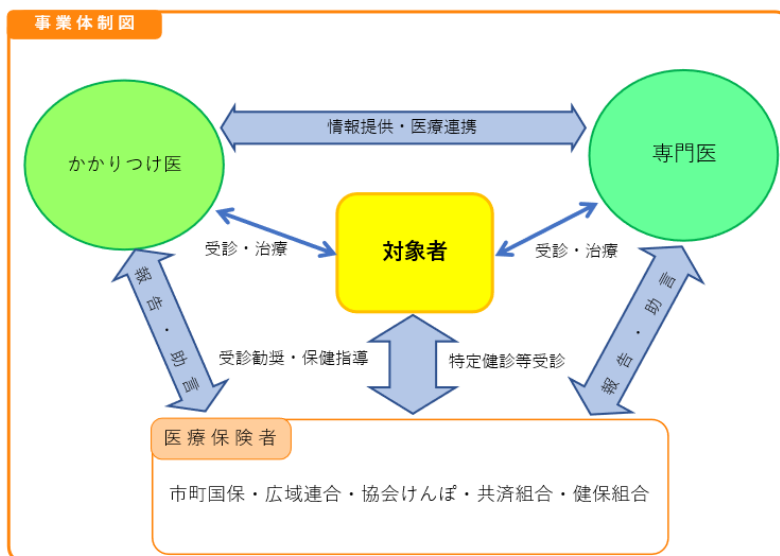 事業体制図
情報提供・医療連携
かかりつけ医
専門医
対象者
受診・治療
受診・治療
報告・助言
受診勧奨・保健指導
特定健診等受診
報告・助言
医療保険者
市町国保・広域連合・協会けんぽ・共済組合・健保組合